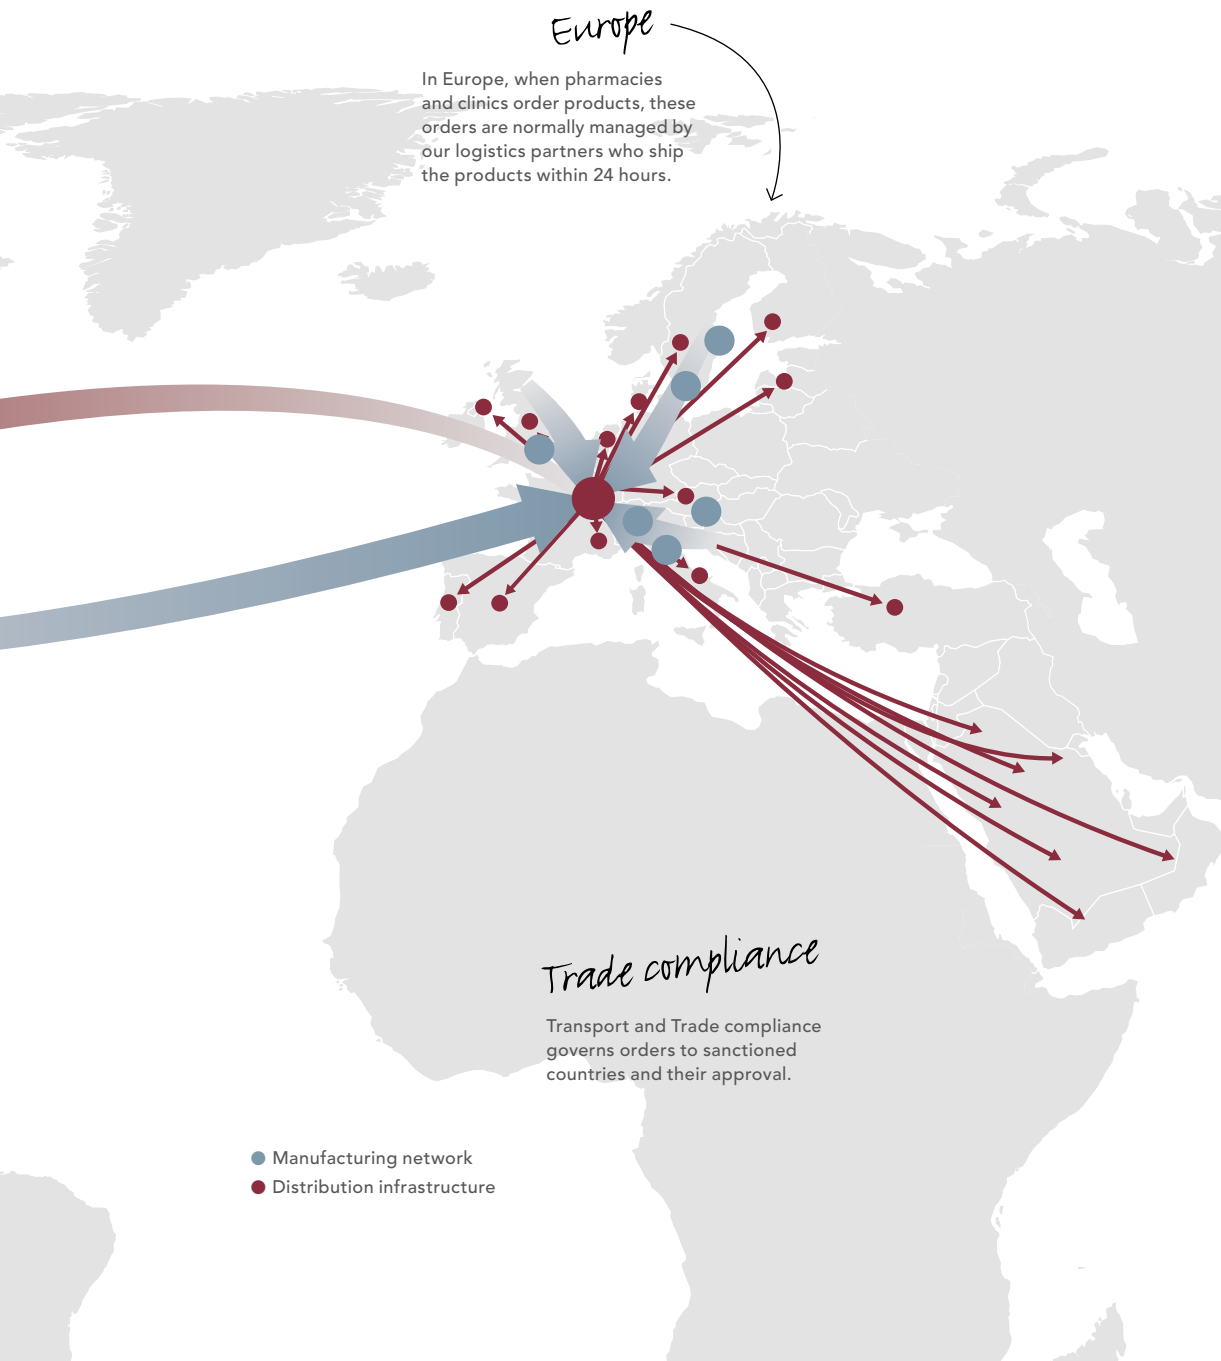 Europe
In Europe, when pharmacies
and clinics order products, these
orders are normally managed by
our logistics partners who ship
the products within 24 hours.
Trade compliance
Transport and Trade compliance
governs orders to sanctioned
countries and their approval.
Manufacturing network
Distribution infrastructure